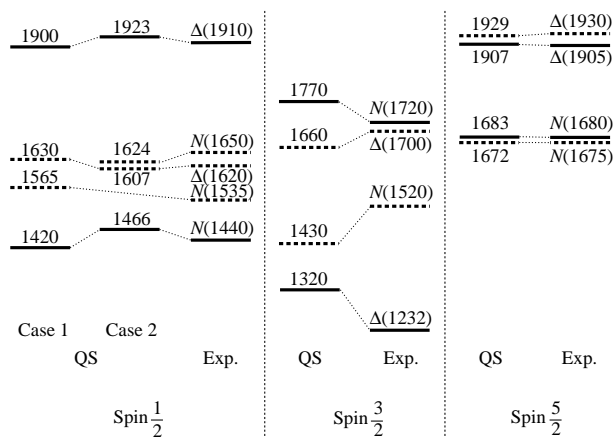 1900
1923
Δ(1910)
1630
1565
1624
1607
N(1650)
Δ(1620)
N(1535)
1420
1466
N(1440)
Case 1
Case 2
QS
Exp.
Spin 1/2
1770
N(1720)
1660
Δ(1700)
N(1520)
1430
1320
Δ(1232)
QS
Exp.
Spin 3/2
1929
Δ(1930)
1907
Δ(1905)
1683
N(1680)
1672
N(1675)
QS
Exp.
Spin 5/2